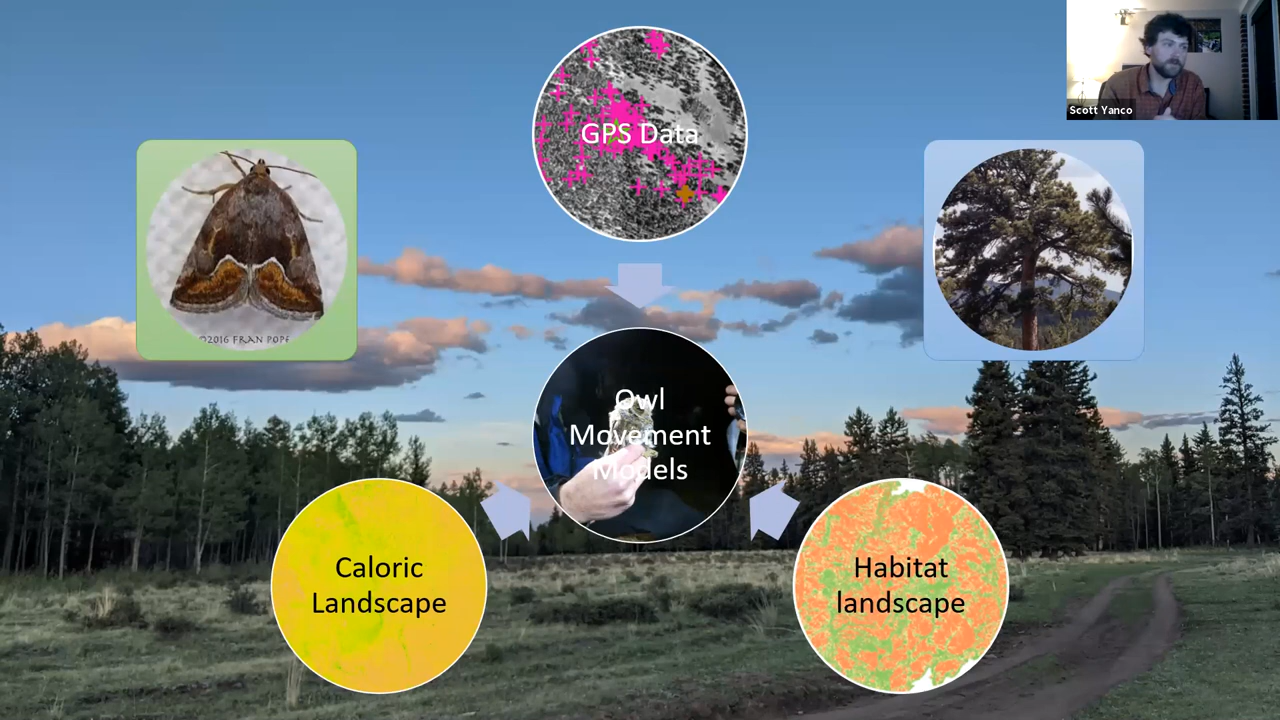 GPS Data
Scott Yanco
©2016 FRAN POPE
Owl
Movement
Models
Caloric
Landscape
Habitat
landscape